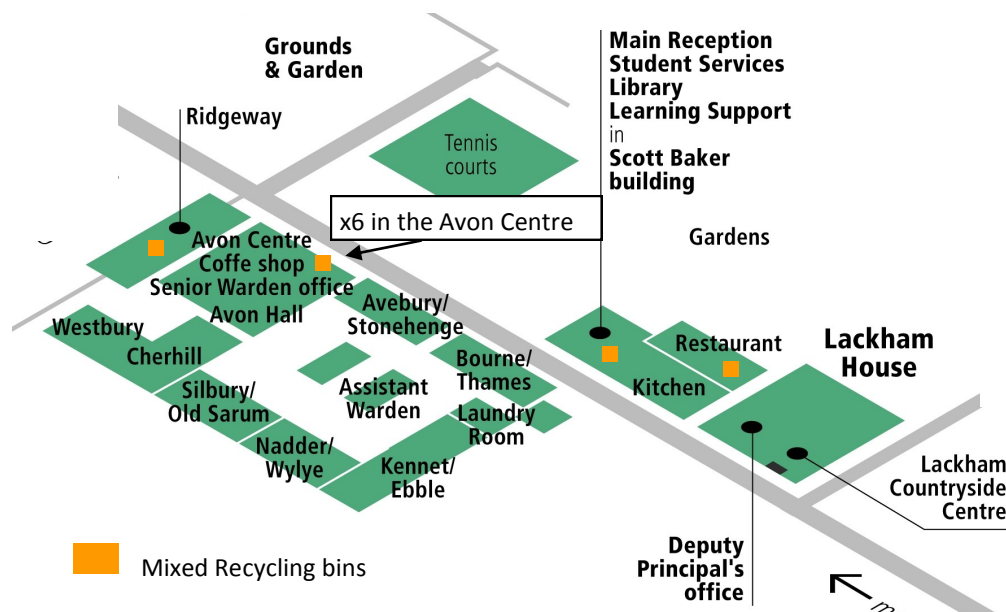 Grounds
& Garden
Main Reception
Student Services
Library
Learning Support
in
Scott Baker
building
Ridgeway
Tennis
courts
x6 in the Avon Centre
Gardens
Avon Centre
Coffe shop
Senior Warden office
Avon Hall
Avebury/
Stonehenge
Westbury
Cherhill
Restaurant
Lackham
House
Bourne/
Thames
Kitchen
Silbury/
Old Sarum
Assistant
Warden
Laundry
Room
Nadder/
Wylye
Kennet/
Ebble
Lackham
Countryside
Centre
Deputy
Principal's
office
Mixed Recycling bins